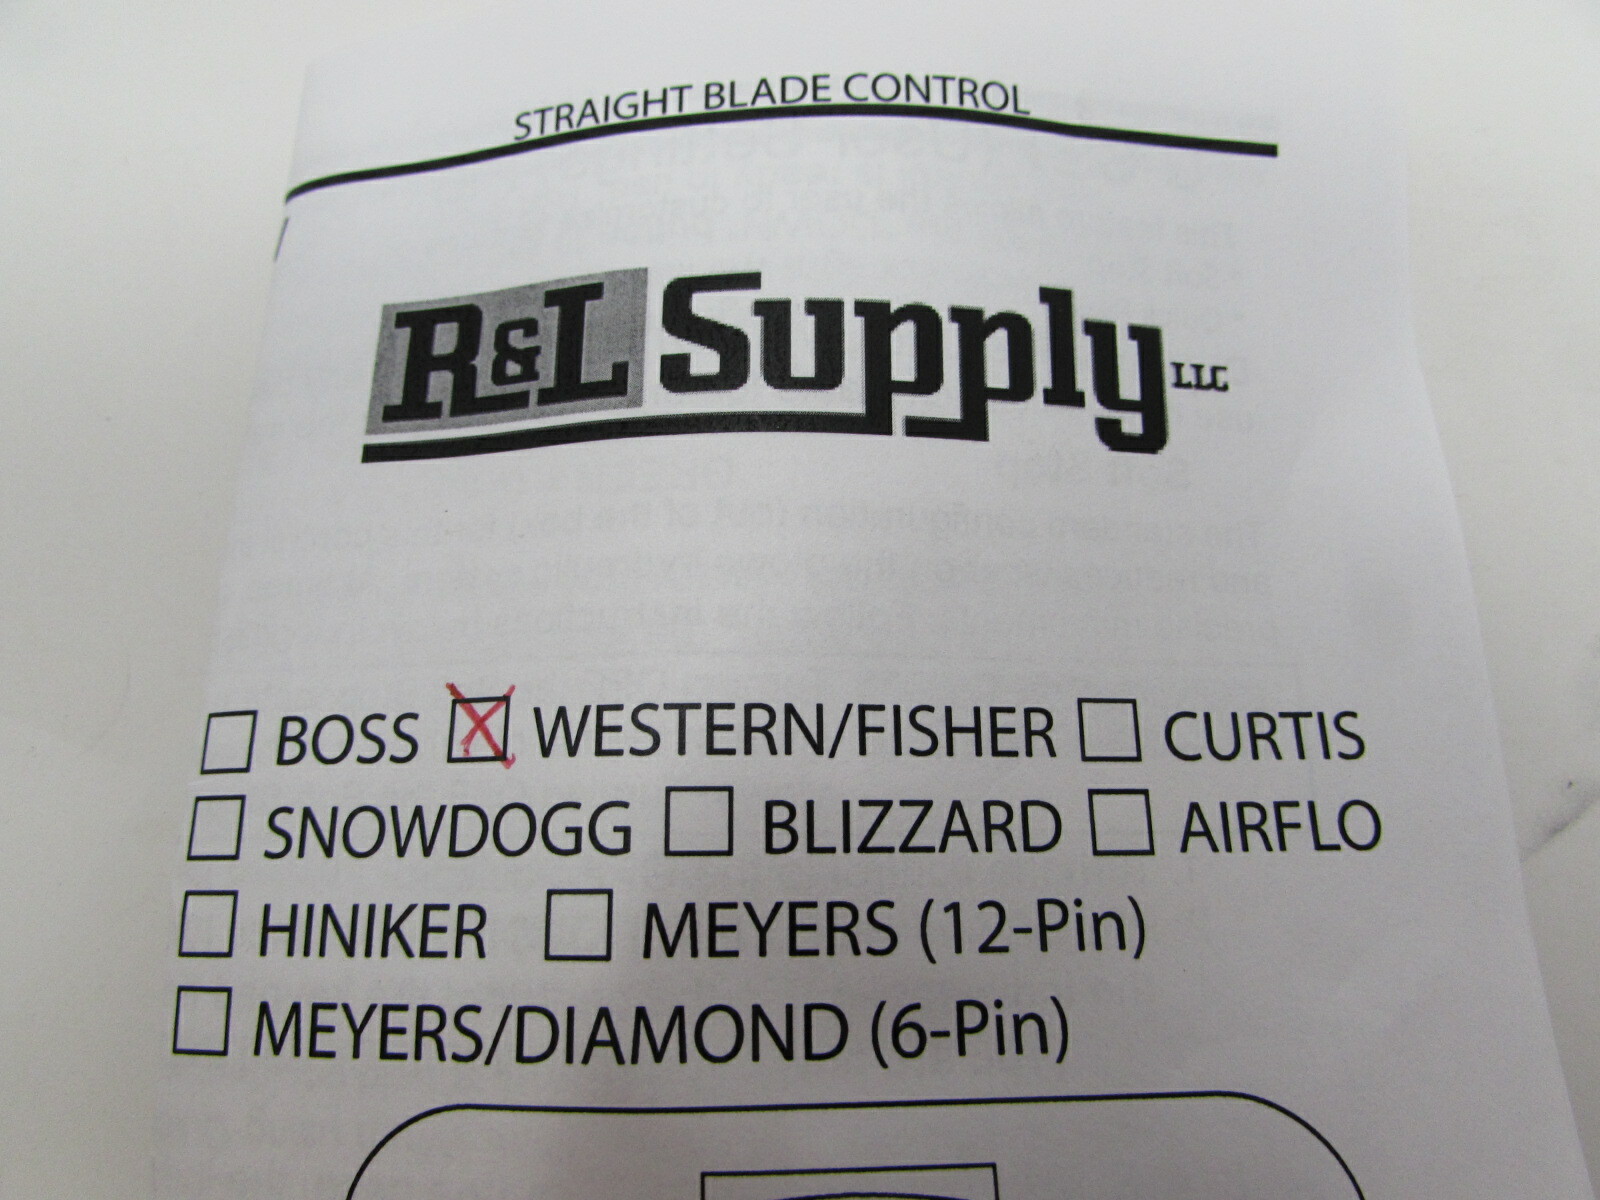 STRAIGHT BLADE CONTROL
R&L Supply LLC
BOSS WESTERN/FISHER CURTIS
SNOWDOGG BLIZZARD AIRFLO
HINIKER MEYERS (12-Pin)
MEYERS/DIAMOND (6-Pin)